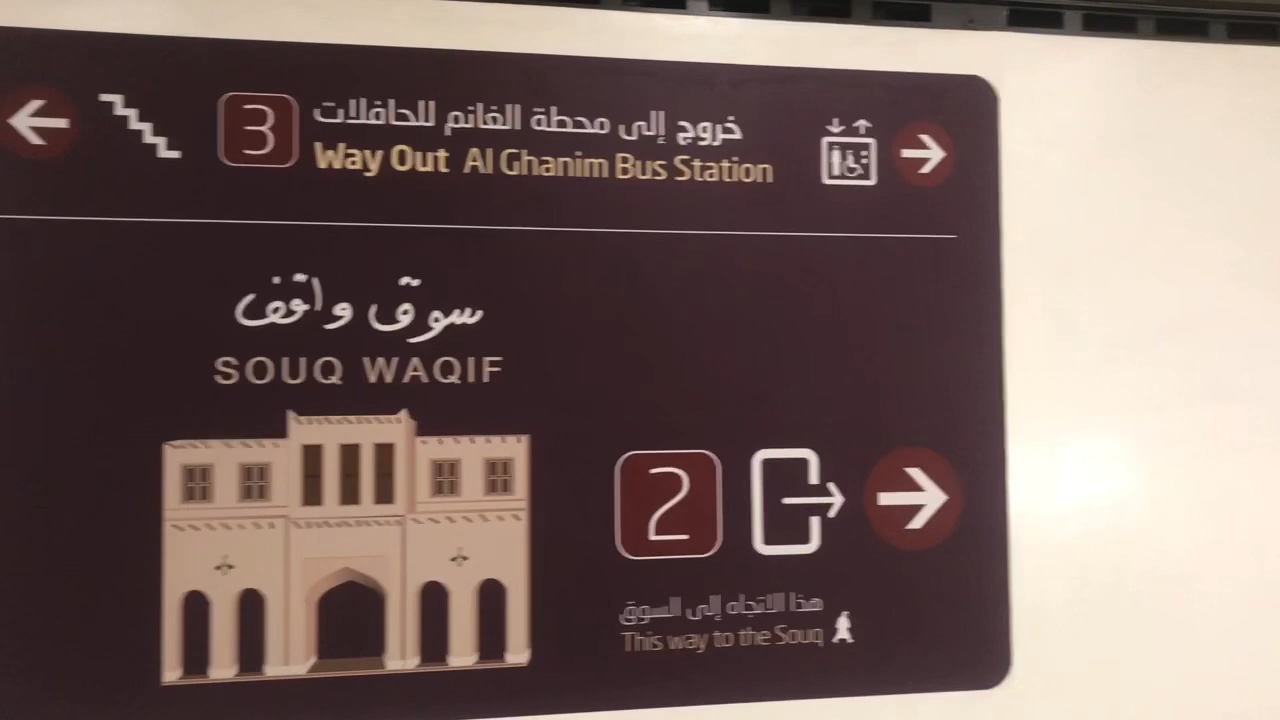 3
خروج إلى محطة الغانم للحافلات
Way Out Al Ghanim Bus Station
سوق واقف
SOUQ WAQIF
2
هذا الاتجاه إلى السوق
This way to the Souq